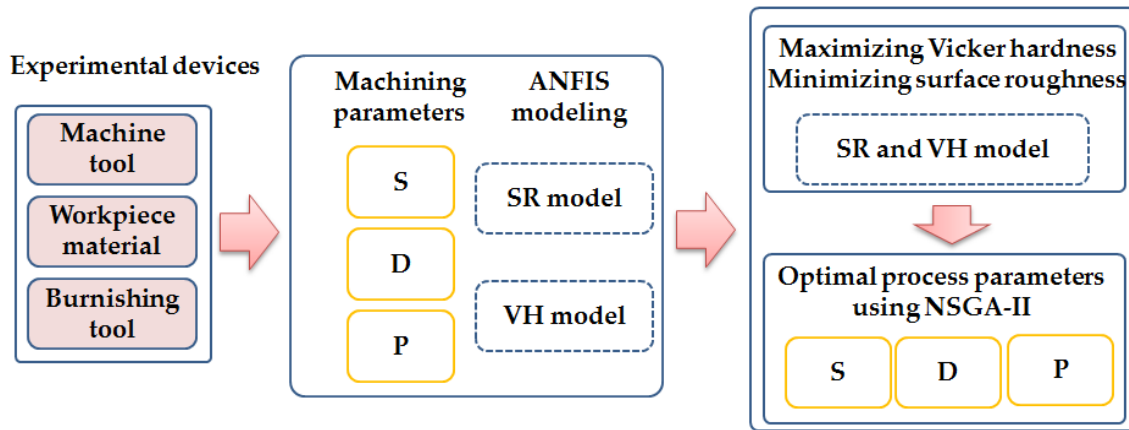 Experimental devices
Machine
tool
Workpiece
material
Burnishing
tool
Machining
parameters
S
D
P
ANFIS
modeling
SR model
VH model
Maximizing Vicker hardness
Minimizing surface roughness
SR and VH model
Optimal process parameters
using NSGA-II
S
D
P